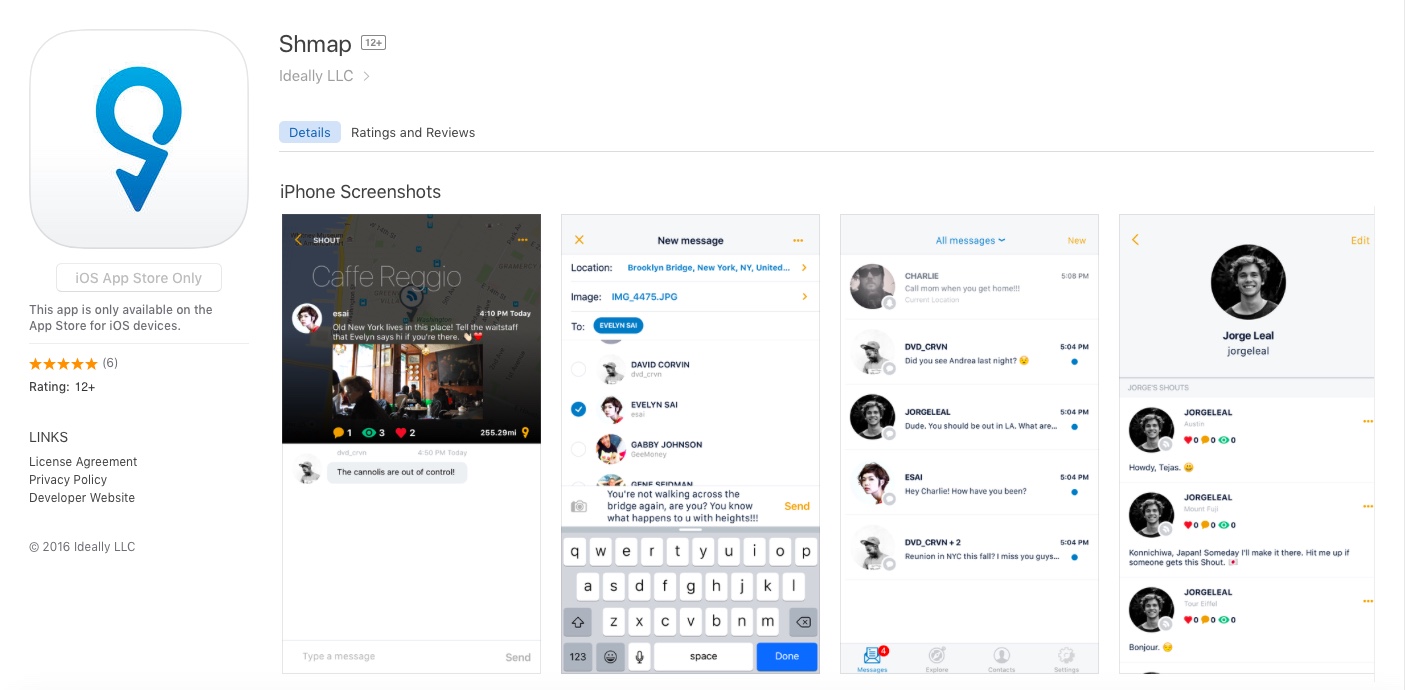 Shmap 12+
Ideally LLC
Details Ratings and Reviews
iPhone Screenshots
iOS App Store Only
This app is only available on the
App Store for iOS devices.
(6)
Rating: 12+
LINKS
License Agreement
Privacy Policy
Developer Website
© 2016 Ideally LLC
SHOUT
Caffe Reggio
esai 4:10 PM Today
Old New York lives in this place! Tell the waitstaff
that Evelyn says hi if you're there. 👋🏻❤️
1 3 2 255.29mi
dvd_crvn 4:50 PM Today
The cannolis are out of control!
Type a message Send
New message
Location: Brooklyn Bridge, New York, NY, United...
Image: IMG_4475.JPG
To: EVELYN SAI
DAVID CORVIN
dvd_crvn
EVELYN SAI
esai
GABBY JOHNSON
GeeMoney
GENE SEIDMAN
You're not walking across the
bridge again, are you? You know
what happens to u with heights!!!
Send
q w e r t y u i o p
a s d f g h j k l
z x c v b n m
123 space Done
All messages New
CHARLIE 5:08 PM
Call mom when you get home!!!
Current Location
DVD_CRVN 5:04 PM
Did you see Andrea last night? 😉
JORGELEAL 5:04 PM
Dude. You should be out in LA. What are...
ESAI 5:04 PM
Hey Charlie! How have you been?
DVD_CRVN + 2 5:04 PM
Reunion in NYC this fall? I miss you guys...
4
Messages Explore Contacts Settings
Edit
Jorge Leal
jorgeleal
JORGE'S SHOUTS
JORGELEAL
Austin
0 0 0
Howdy, Tejas. 😀
JORGELEAL
Mount Fuji
0 0 0
Konnichiwa, Japan! Someday I'll make it there. Hit me up if
someone gets this Shout. 🇯🇵
JORGELEAL
Tour Eiffel
0 0 0
Bonjour. 😏